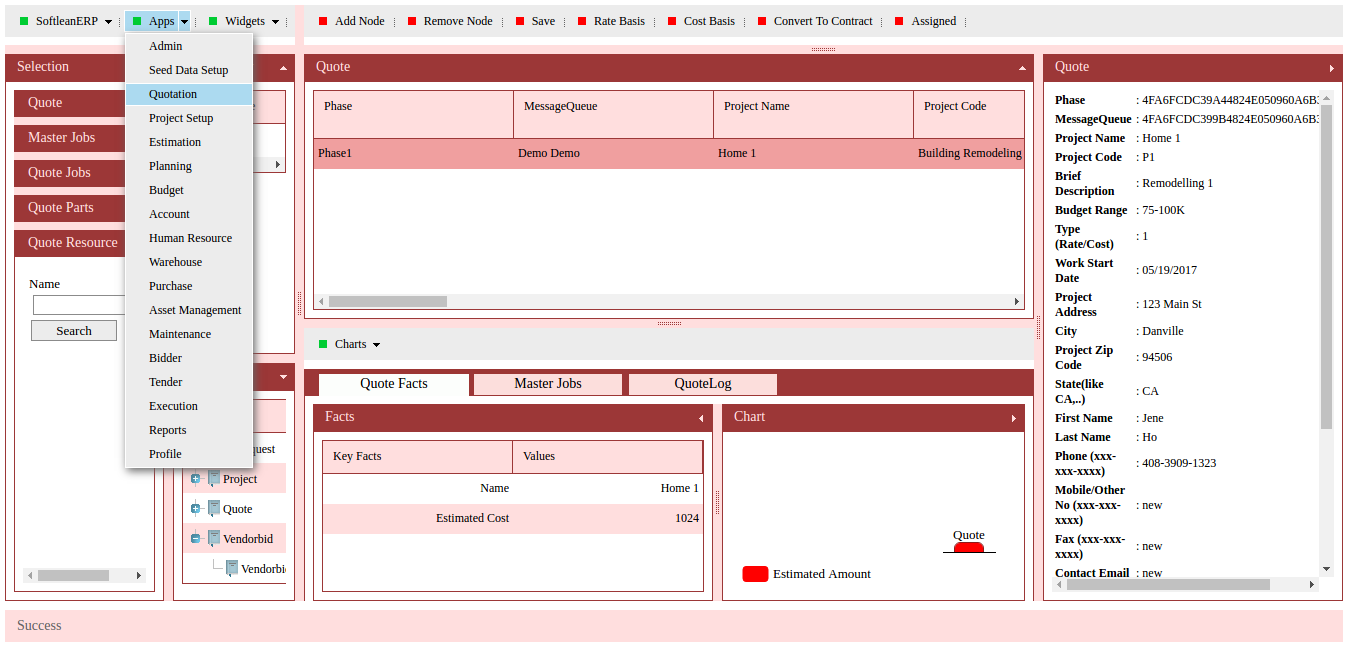 SoftleanERP
Apps
Widgets
Add Node
Remove Node
Save
Rate Basis
Cost Basis
Convert To Contract
Assigned
Admin
Seed Data Setup
Quotation
Project Setup
Estimation
Planning
Budget
Account
Human Resource
Warehouse
Purchase
Asset Management
Maintenance
Bidder
Tender
Execution
Reports
Profile
Selection
Quote
Master Jobs
Quote Jobs
Quote Parts
Quote Resource
Name
Search
Project
Quote
Vendorbid
Quote
Phase MessageQueue Project Name Project Code
Phase1 Demo Demo Home 1 Building Remodeling
Charts
Quote Facts Master Jobs QuoteLog
Facts
Key Facts Values
Name Home 1
Estimated Cost 1024
Chart
Quote
Estimated Amount
Quote
Phase : 4FA6FCDC39A44824E050960A6B
MessageQueue : 4FA6FCDC399B4824E050960A6B
Project Name : Home 1
Project Code : P1
Brief
Description : Remodelling 1
Budget Range : 75-100K
Type
(Rate/Cost) : 1
Work Start
Date : 05/19/2017
Project
Address : 123 Main St
City : Danville
Project Zip
Code : 94506
State(like
CA,..) : CA
First Name : Jene
Last Name : Ho
Phone (xxx-
xxx-xxxx) : 408-3909-1323
Mobile/Other
No (xxx-xxx-
xxxx) : new
Fax (xxx-xxx-
xxxx) : new
Contact Email : new
Success